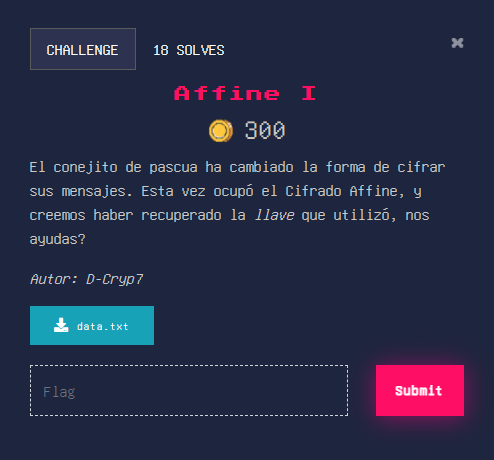 CHALLENGE
18 SOLVES
×
Affine I
300
El conejito de pascua ha cambiado la forma de cifrar
sus mensajes. Esta vez ocupó el Cifrado Affine, y
creemos haber recuperado la llave que utilizó, nos
ayudas?
Autor: D-Cryp7
data.txt
Flag
Submit